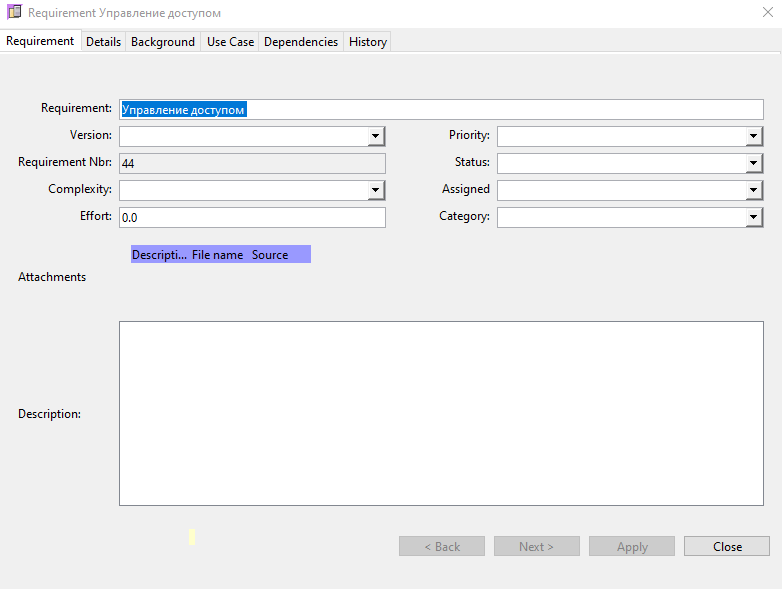 Requirement Управление доступом
Requirement Details Background Use Case Dependencies History
Requirement: Управление доступом
Version: Priority:
Requirement Nbr: 44 Status:
Complexity: Assigned
Effort: 0.0 Category:
Descripti... File name Source
Attachments
Description:
< Back Next > Apply Close